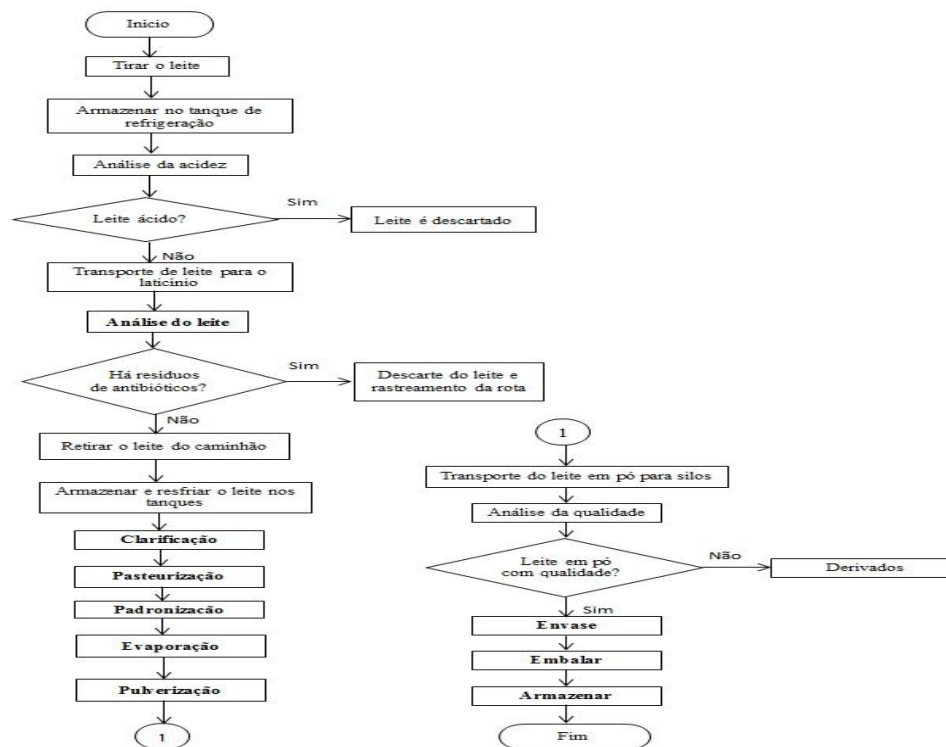 Inicio
Tirar o leite
Armazenar no tanque de
refrigeração
Análise da acidez
Leite ácido?
Sim
Leite é descartado
Não
Transporte de leite para o
laticínio
Análise do leite
Há resíduos
de antibióticos?
Sim
Descarte do leite e
rastreamento da rota
Não
Retirar o leite do caminhão
Armazenar e resfriar o leite nos
tanques
Clarificação
Pasteurização
Padronizacão
Evaporação
Pulverização
1
1
Transporte do leite em pó para silos
Análise da qualidade
Leite em pó
com qualidade?
Não
Derivados
Sim
Envase
Embalar
Armazenar
Fim